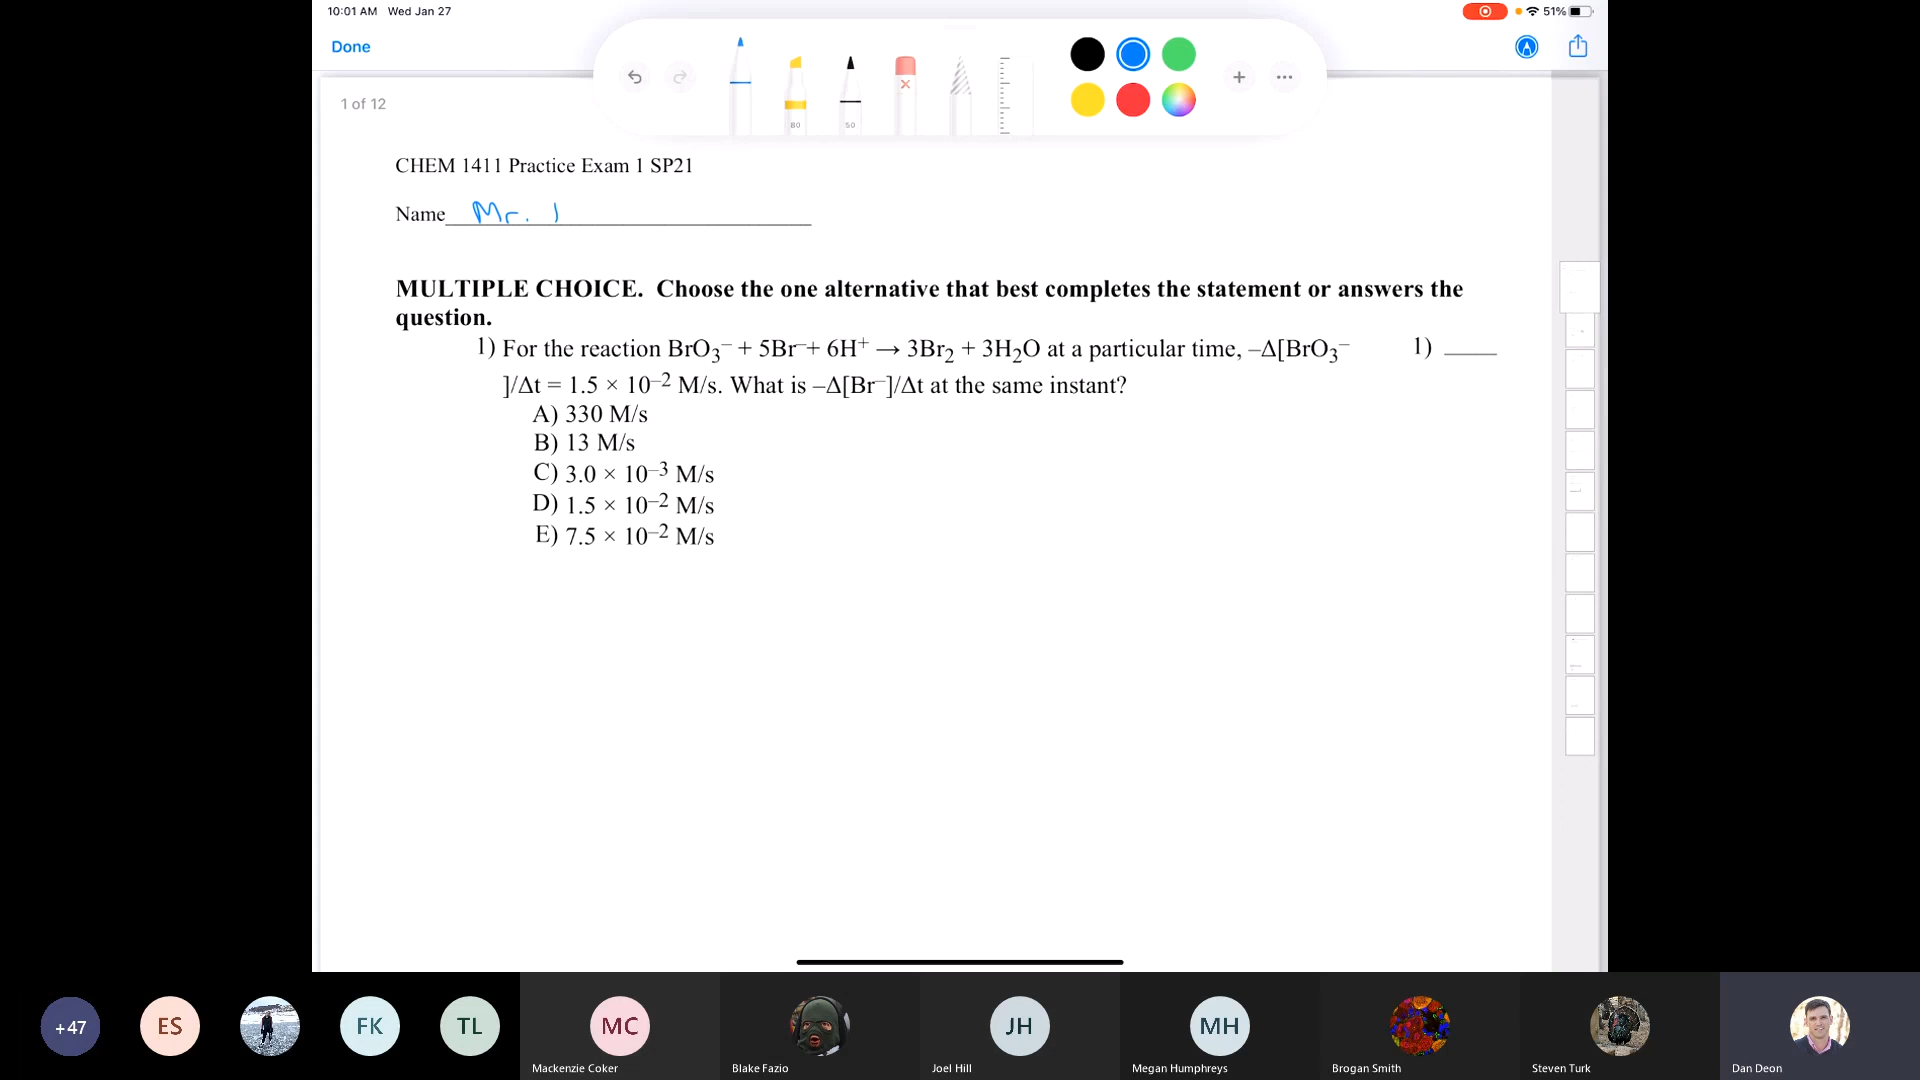 10:01 AM Wed Jan 27
51%
Done
80
50
1 of 12
CHEM 1411 Practice Exam 1 SP21
Name Mr. 
MULTIPLE CHOICE. Choose the one alternative that best completes the statement or answers the
question.
1) For the reaction BrO₃⁻ + 5Br⁻+ 6H⁺ → 3Br₂ + 3H₂O at a particular time, –Δ[BrO₃⁻ 1) ____
]/Δt = 1.5 × 10⁻² M/s. What is –Δ[Br⁻]/Δt at the same instant?
A) 330 M/s
B) 13 M/s
C) 3.0 × 10⁻³ M/s
D) 1.5 × 10⁻² M/s
E) 7.5 × 10⁻² M/s
+47 ES FK TL MC JH MH
Mackenzie Coker Blake Fazio Joel Hill Megan Humphreys Brogan Smith Steven Turk Dan Deon